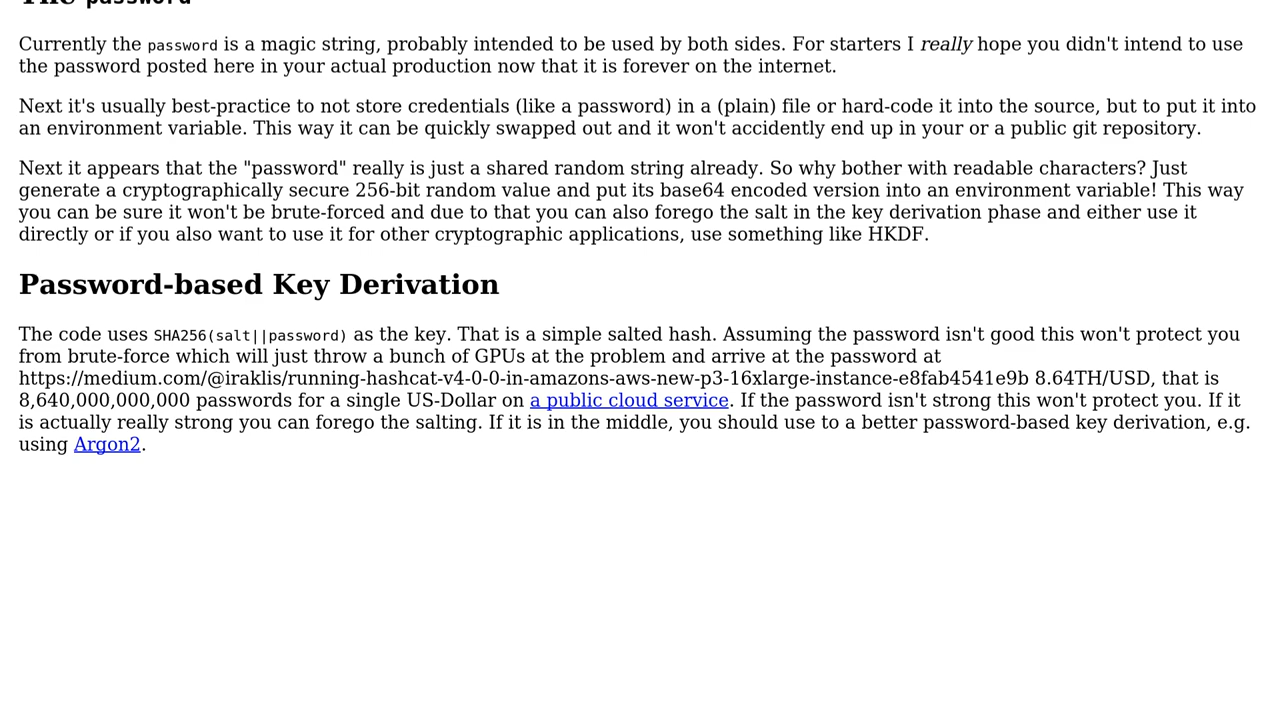 The password
Currently the password is a magic string, probably intended to be used by both sides. For starters I really hope you didn't intend to use
the password posted here in your actual production now that it is forever on the internet.
Next it's usually best-practice to not store credentials (like a password) in a (plain) file or hard-code it into the source, but to put it into
an environment variable. This way it can be quickly swapped out and it won't accidently end up in your or a public git repository.
Next it appears that the "password" really is just a shared random string already. So why bother with readable characters? Just
generate a cryptographically secure 256-bit random value and put its base64 encoded version into an environment variable! This way
you can be sure it won't be brute-forced and due to that you can also forego the salt in the key derivation phase and either use it
directly or if you also want to use it for other cryptographic applications, use something like HKDF.
Password-based Key Derivation
The code uses SHA256(salt||password) as the key. That is a simple salted hash. Assuming the password isn't good this won't protect you
from brute-force which will just throw a bunch of GPUs at the problem and arrive at the password at
https://medium.com/@iraklis/running-hashcat-v4-0-0-in-amazons-aws-new-p3-16xlarge-instance-e8fab4541e9b 8.64TH/USD, that is
8,640,000,000,000 passwords for a single US-Dollar on a public cloud service. If the password isn't strong this won't protect you. If it
is actually really strong you can forego the salting. If it is in the middle, you should use to a better password-based key derivation, e.g.
using Argon2.